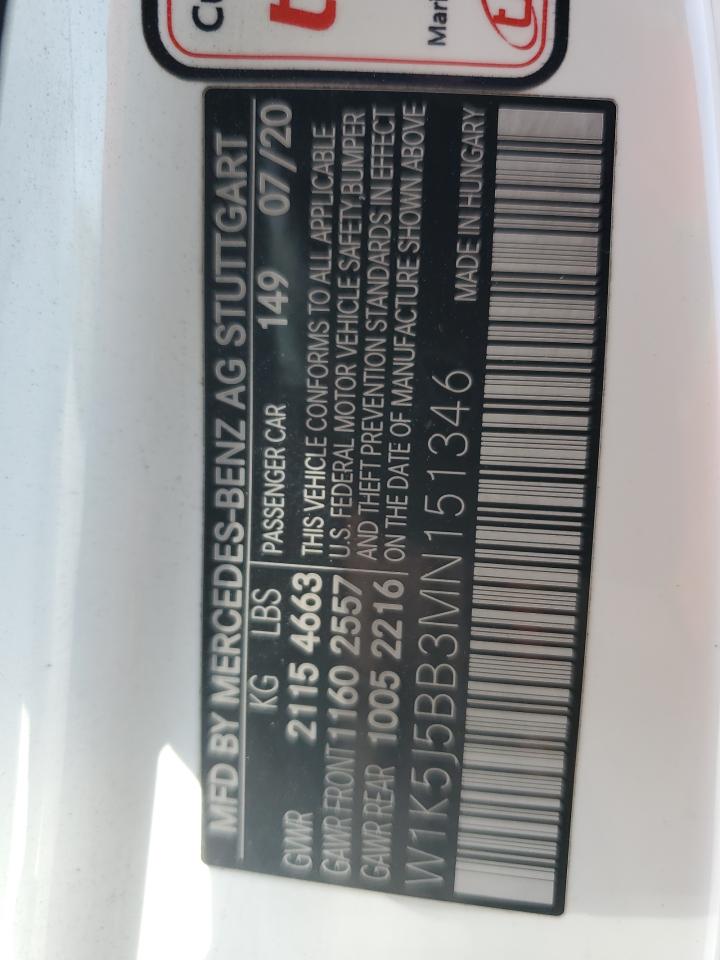 MFD BY MERCEDES-BENZ AG STUTTGART
KG LBS PASSENGER CAR 149 07/20
GVWR 2115 4663 THIS VEHICLE CONFORMS TO ALL APPLICABLE
GAWR FRONT 1160 2557 U.S. FEDERAL MOTOR VEHICLE SAFETY,BUMPER
GAWR REAR 1005 2216 AND THEFT PREVENTION STANDARDS IN EFFECT
ON THE DATE OF MANUFACTURE SHOWN ABOVE
W1K5J5BB3MN151346 MADE IN HUNGARY